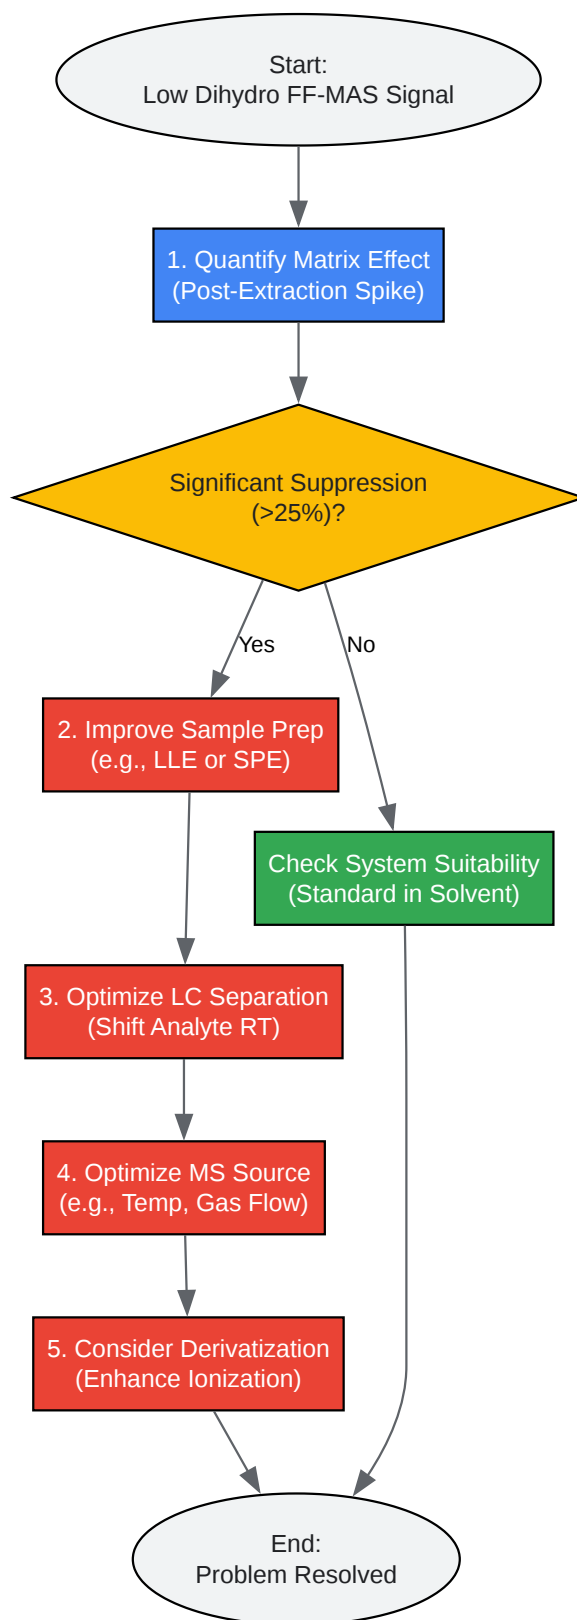 Start:
Low Dihydro FF-MAS Signal
1. Quantify Matrix Effect
(Post-Extraction Spike)
Significant Suppression
(>25%)?
Yes
No
2. Improve Sample Prep
(e.g., LLE or SPE)
Check System Suitability
(Standard in Solvent)
3. Optimize LC Separation
(Shift Analyte RT)
4. Optimize MS Source
(e.g., Temp, Gas Flow)
5. Consider Derivatization
(Enhance Ionization)
End:
Problem Resolved